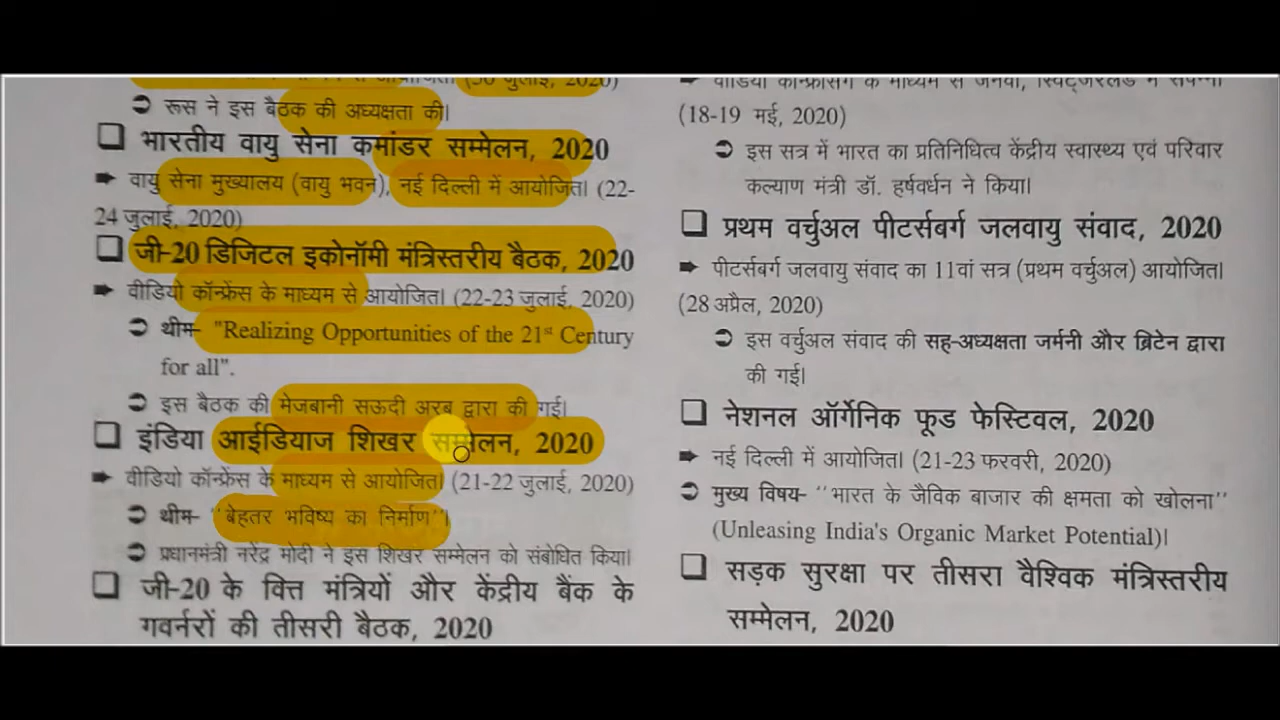 (30 जुलाई, 2020)
रूस ने इस बैठक की अध्यक्षता की।
भारतीय वायु सेना कमांडर सम्मेलन, 2020
वायु सेना मुख्यालय (वायु भवन), नई दिल्ली में आयोजित। (22-
24 जुलाई, 2020)
जी-20 डिजिटल इकोनॉमी मंत्रिस्तरीय बैठक, 2020
वीडियो कॉन्फ्रेंस के माध्यम से आयोजित। (22-23 जुलाई, 2020)
थीम- "Realizing Opportunities of the 21st Century
for all".
इस बैठक की मेजबानी सऊदी अरब द्वारा की गई।
इंडिया आईडियाज शिखर सम्मेलन, 2020
वीडियो कॉन्फ्रेंस के माध्यम से आयोजित। (21-22 जुलाई, 2020)
थीम- ''बेहतर भविष्य का निर्माण''।
प्रधानमंत्री नरेंद्र मोदी ने इस शिखर सम्मेलन को संबोधित किया।
जी-20 के वित्त मंत्रियों और केंद्रीय बैंक के
गवर्नरों की तीसरी बैठक, 2020
वीडियो कॉन्फ्रेंसिंग के माध्यम से जेनेवा, स्विट्जरलैंड में संपन्न।
(18-19 मई, 2020)
इस सत्र में भारत का प्रतिनिधित्व केंद्रीय स्वास्थ्य एवं परिवार
कल्याण मंत्री डॉ. हर्षवर्धन ने किया।
प्रथम वर्चुअल पीटर्सबर्ग जलवायु संवाद, 2020
पीटर्सबर्ग जलवायु संवाद का 11वां सत्र (प्रथम वर्चुअल) आयोजित।
(28 अप्रैल, 2020)
इस वर्चुअल संवाद की सह-अध्यक्षता जर्मनी और ब्रिटेन द्वारा
की गई।
नेशनल ऑर्गेनिक फूड फेस्टिवल, 2020
नई दिल्ली में आयोजित। (21-23 फरवरी, 2020)
मुख्य विषय- ''भारत के जैविक बाजार की क्षमता को खोलना''
(Unleasing India's Organic Market Potential)।
सड़क सुरक्षा पर तीसरा वैश्विक मंत्रिस्तरीय
सम्मेलन, 2020